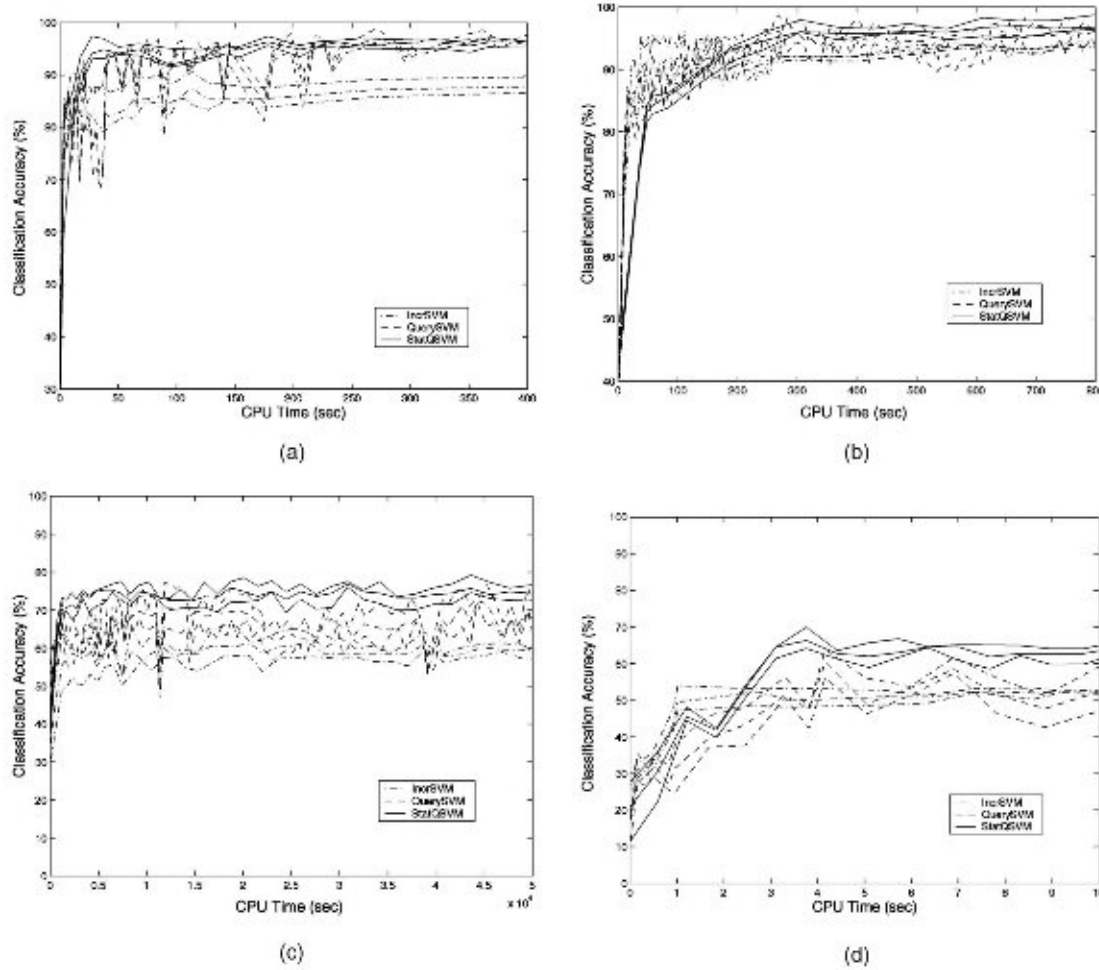 100
90
80
70
60
50
40
30
Classification Accuracy (%)
IncrSVM
QuerySVM
StatQSVM
0 50 100 150 200 250 300 350 400
CPU Time (sec)
(a)
100
90
80
70
60
50
40
Classification Accuracy (%)
IncrSVM
QuerySVM
StatQSVM
0 100 200 300 400 500 600 700 80
CPU Time (sec)
(b)
100
90
80
70
60
50
40
30
20
10
0
Classification Accuracy (%)
IncrSVM
QuerySVM
StatQSVM
0 0.5 1 1.5 2 2.5 3 3.5 4 4.5 5
CPU Time (sec)
x 10⁴
(c)
100
90
80
70
60
50
40
30
20
10
0
Classification Accuracy (%)
IncrSVM
QuerySVM
StatQSVM
0 1 2 3 4 5 6 7 8 9 10
CPU Time (sec)
(d)